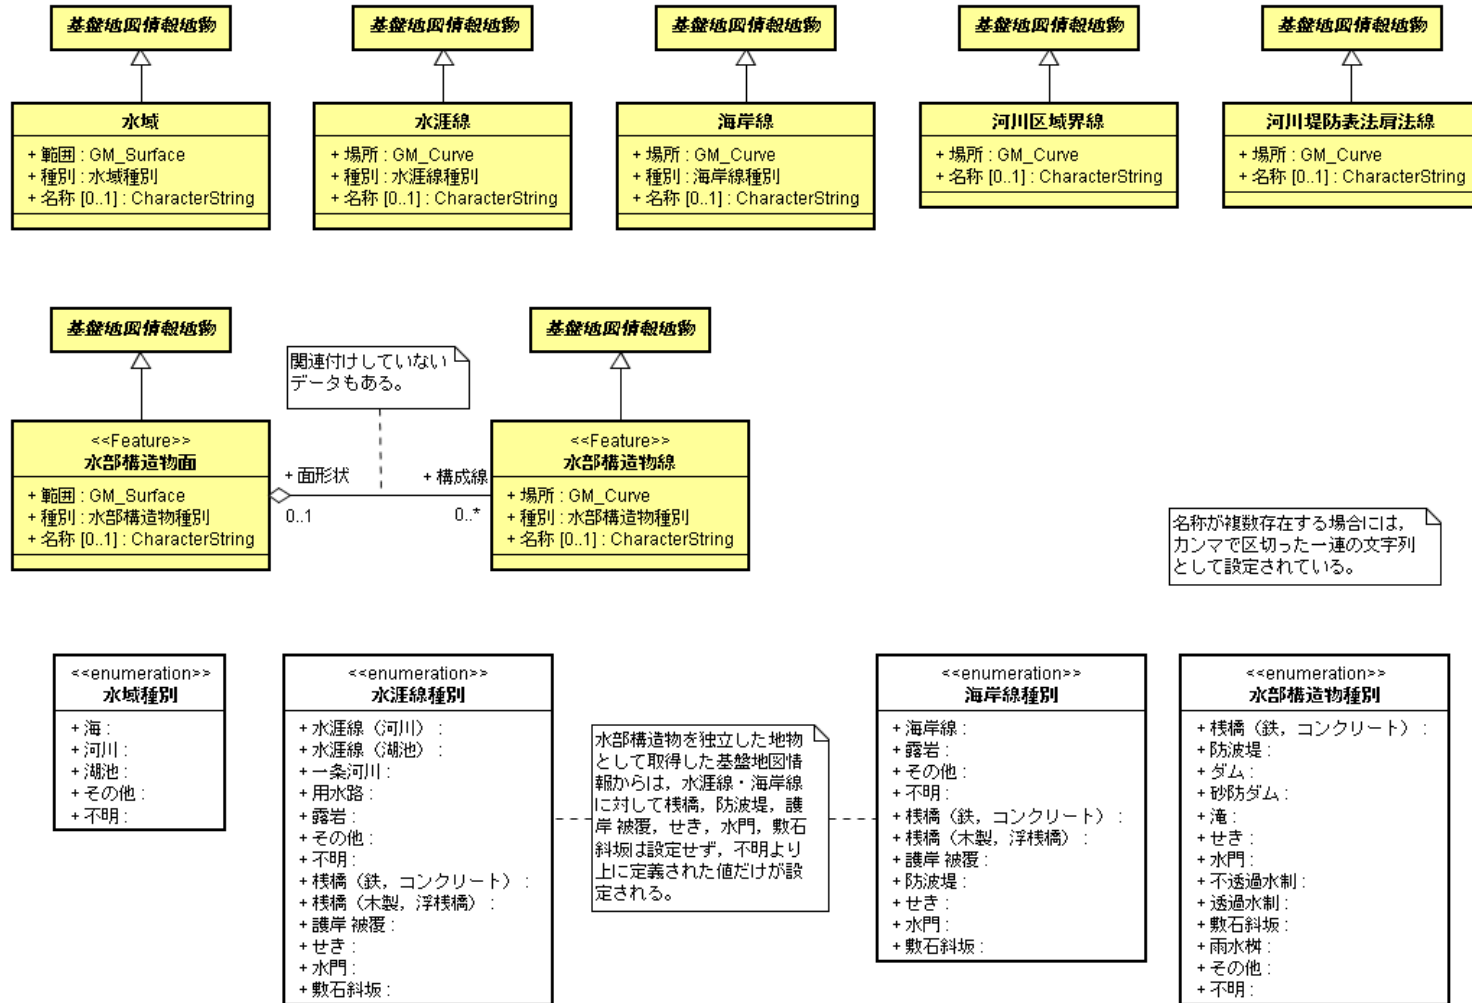 基盤地図情報地物
基盤地図情報地物
基盤地図情報地物
基盤地図情報地物
基盤地図情報地物
水域
+ 範囲 : GM_Surface
+ 種別 : 水域種別
+ 名称 [0..1] : CharacterString
水涯線
+ 場所 : GM_Curve
+ 種別 : 水涯線種別
+ 名称 [0..1] : CharacterString
海岸線
+ 場所 : GM_Curve
+ 種別 : 海岸線種別
+ 名称 [0..1] : CharacterString
河川区域界線
+ 場所 : GM_Curve
+ 名称 [0..1] : CharacterString
河川堤防表法肩法線
+ 場所 : GM_Curve
+ 名称 [0..1] : CharacterString
基盤地図情報地物
基盤地図情報地物
関連付けしていない
データもある。
<<Feature>>
水部構造物面
+ 範囲 : GM_Surface
+ 種別 : 水部構造物種別
+ 名称 [0..1] : CharacterString
+ 面形状
0..1
+ 構成線
0..*
<<Feature>>
水部構造物線
+ 場所 : GM_Curve
+ 種別 : 水部構造物種別
+ 名称 [0..1] : CharacterString
名称が複数存在する場合には，
カンマで区切った一連の文字列
として設定されている。
<<enumeration>>
水域種別
+ 海 :
+ 河川 :
+ 湖池 :
+ その他 :
+ 不明 :
<<enumeration>>
水涯線種別
+ 水涯線（河川） :
+ 水涯線（湖池） :
+ 一条河川 :
+ 用水路 :
+ 露岩 :
+ その他 :
+ 不明 :
+ 桟橋（鉄，コンクリート） :
+ 桟橋（木製，浮桟橋） :
+ 護岸 被覆 :
+ せき :
+ 水門 :
+ 敷石斜坂 :
水部構造物を独立した地物
として取得した基盤地図情
報からは，水涯線・海岸線
に対して桟橋，防波堤，護
岸 被覆，せき，水門，敷石
斜坂は設定せず，不明より
上に定義された値だけが設
定される。
<<enumeration>>
海岸線種別
+ 海岸線 :
+ 露岩 :
+ その他 :
+ 不明 :
+ 桟橋（鉄，コンクリート） :
+ 桟橋（木製，浮桟橋） :
+ 護岸 被覆 :
+ 防波堤 :
+ せき :
+ 水門 :
+ 敷石斜坂 :
<<enumeration>>
水部構造物種別
+ 桟橋（鉄，コンクリート） :
+ 防波堤 :
+ ダム :
+ 砂防ダム :
+ 滝 :
+ せき :
+ 水門 :
+ 不透過水制 :
+ 透過水制 :
+ 敷石斜坂 :
+ 雨水桝 :
+ その他 :
+ 不明 :